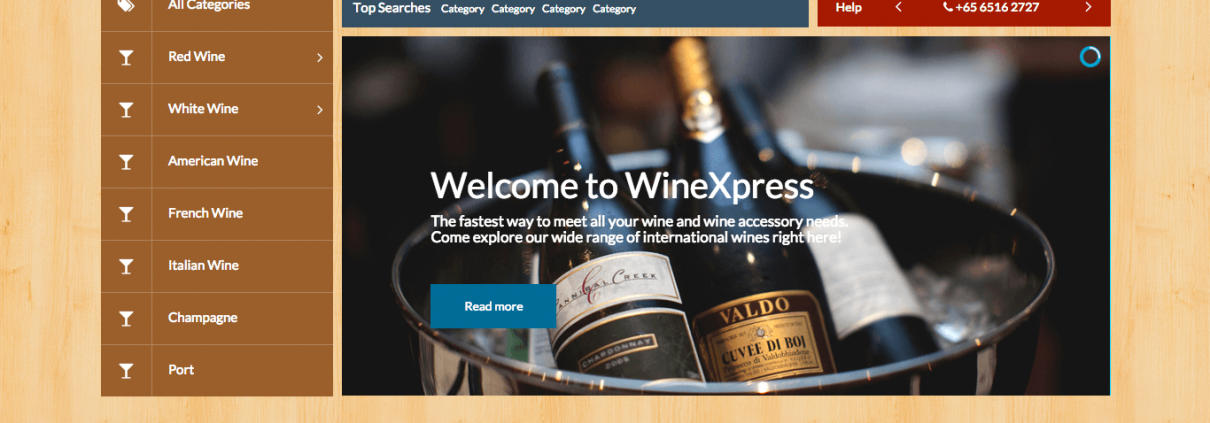 All Categories
Red Wine
White Wine
American Wine
French Wine
Italian Wine
Champagne
Port
Top Searches Category Category Category Category
Help +65 6516 2727
Welcome to WineXpress
The fastest way to meet all your wine and wine accessory needs.
Come explore our wide range of international wines right here!
Read more
CREEK
CHARDONNAY
VALDO
CUVÉE DI BOJ